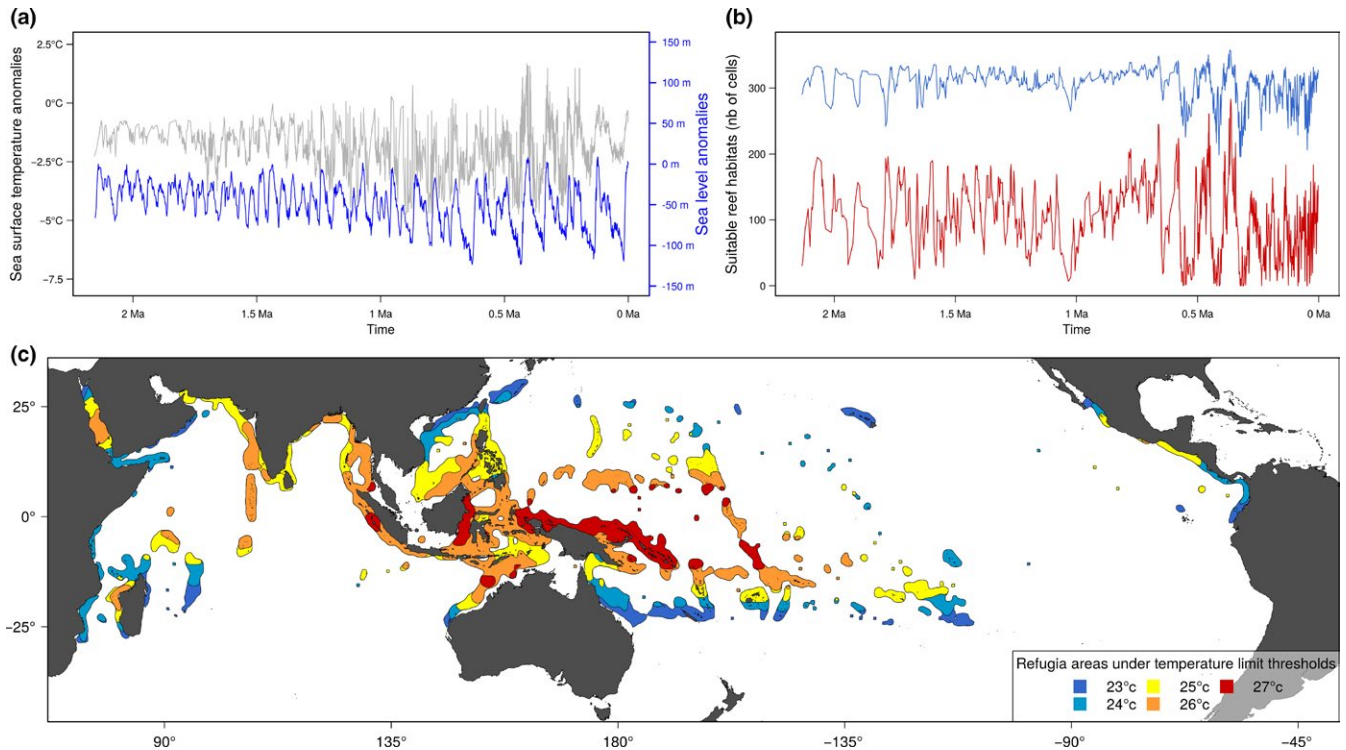 (a)
2.5°C
0°C
-2.5°C
-5°C
-7.5°C
Sea surface temperature anomalies
150 m
100 m
50 m
0 m
-50 m
-100 m
-150 m
Sea level anomalies
2 Ma
1.5 Ma
1 Ma
0.5 Ma
0 Ma
Time
(b)
300
200
100
0
Suitable reef habitats (nb of cells)
2 Ma
1.5 Ma
1 Ma
0.5 Ma
0 Ma
Time
(c)
25°
0°
−25°
90°
135°
180°
−135°
−90°
−45°
Refugia areas under temperature limit thresholds
23°c 25°c 27°c
24°c 26°c